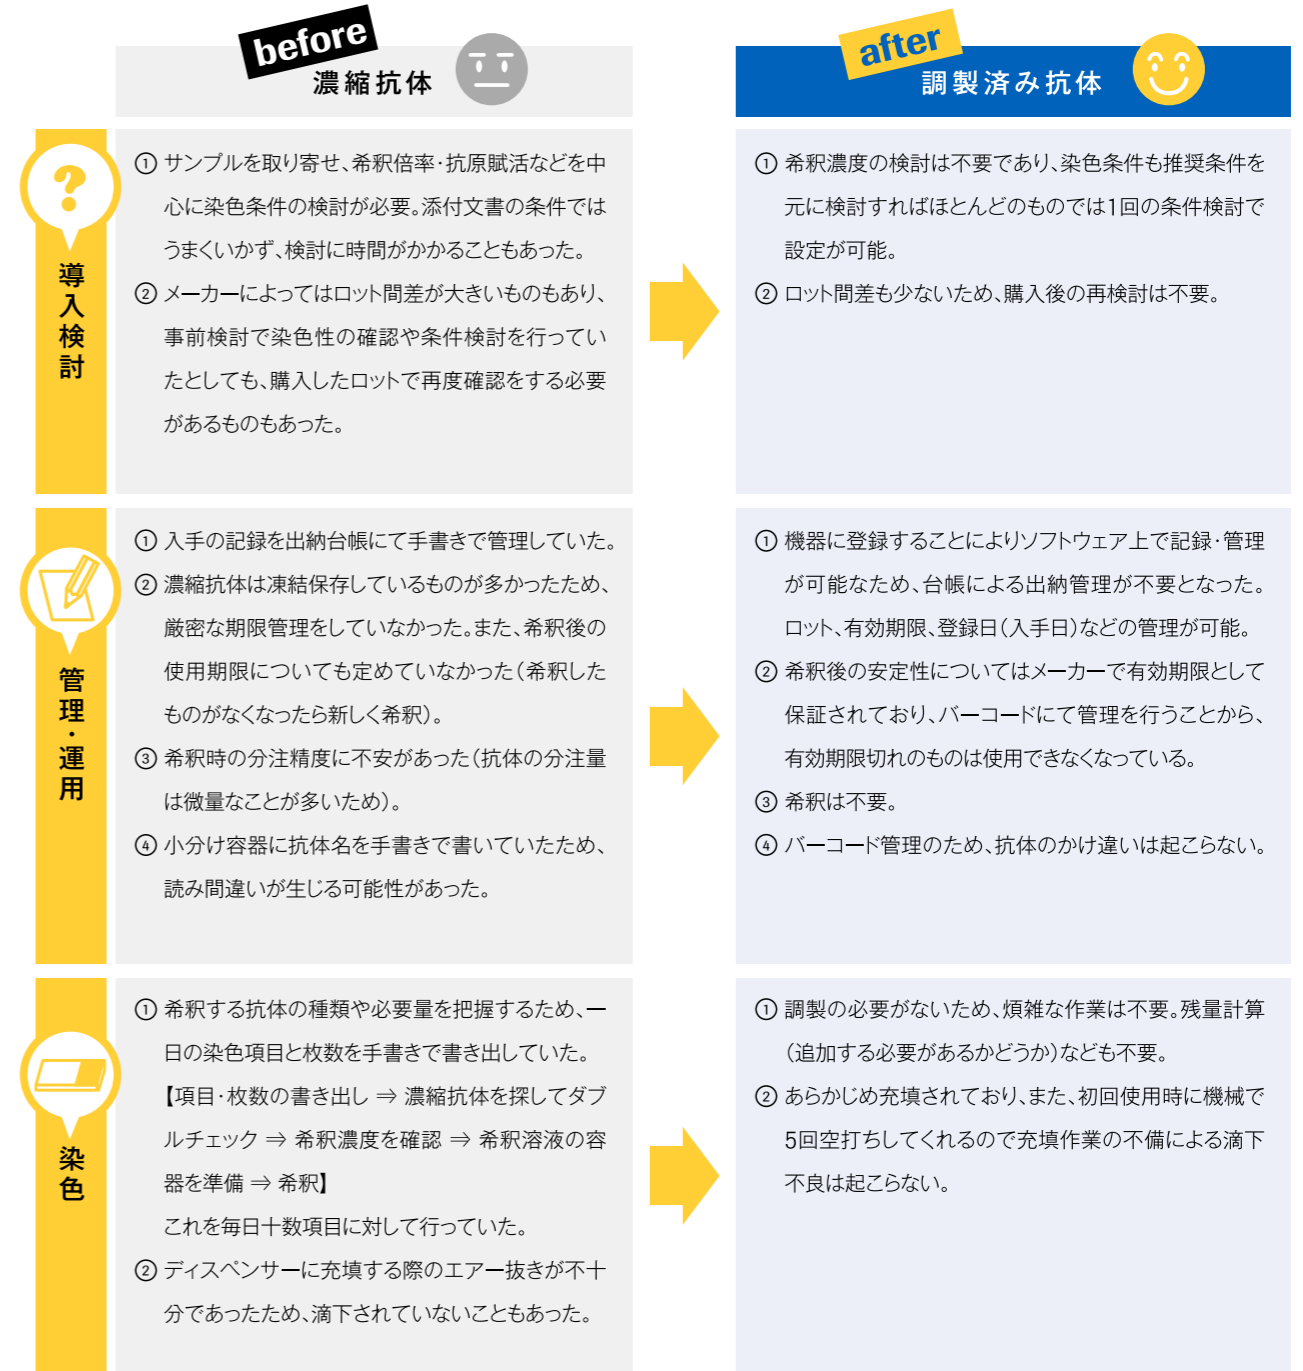 before
濃縮抗体
after
調製済み抗体
?
導入検討
① サンプルを取り寄せ、希釈倍率・抗原賦活などを中
心に染色条件の検討が必要。添付文書の条件では
うまくいかず、検討に時間がかかることもあった。
② メーカーによってはロット間差が大きいものもあり、
事前検討で染色性の確認や条件検討を行ってい
たとしても、購入したロットで再度確認をする必要
があるものもあった。
① 希釈濃度の検討は不要であり、染色条件も推奨条件を
元に検討すればほとんどのものでは1回の条件検討で
設定が可能。
② ロット間差も少ないため、購入後の再検討は不要。
管理・運用
① 入手の記録を出納台帳にて手書きで管理していた。
② 濃縮抗体は凍結保存しているものが多かったため、
厳密な期限管理をしていなかった。また、希釈後の
使用期限についても定めていなかった（希釈した
ものがなくなったら新しく希釈）。
③ 希釈時の分注精度に不安があった（抗体の分注量
は微量なことが多いため）。
④ 小分け容器に抗体名を手書きで書いていたため、
読み間違いが生じる可能性があった。
① 機器に登録することによりソフトウェア上で記録・管理
が可能なため、台帳による出納管理が不要となった。
ロット、有効期限、登録日（入手日）などの管理が可能。
② 希釈後の安定性についてはメーカーで有効期限として
保証されており、バーコードにて管理を行うことから、
有効期限切れのものは使用できなくなっている。
③ 希釈は不要。
④ バーコード管理のため、抗体のかけ違いは起こらない。
染色
① 希釈する抗体の種類や必要量を把握するため、一
日の染色項目と枚数を手書きで書き出していた。
【項目・枚数の書き出し ⇒ 濃縮抗体を探してダブ
ルチェック ⇒ 希釈濃度を確認 ⇒ 希釈溶液の容
器を準備 ⇒ 希釈】
これを毎日十数項目に対して行っていた。
② ディスペンサーに充填する際のエアー抜きが不十
分であったため、滴下されていないこともあった。
① 調製の必要がないため、煩雑な作業は不要。残量計算
（追加する必要があるかどうか）なども不要。
② あらかじめ充填されており、また、初回使用時に機械で
5回空打ちしてくれるので充填作業の不備による滴下
不良は起こらない。